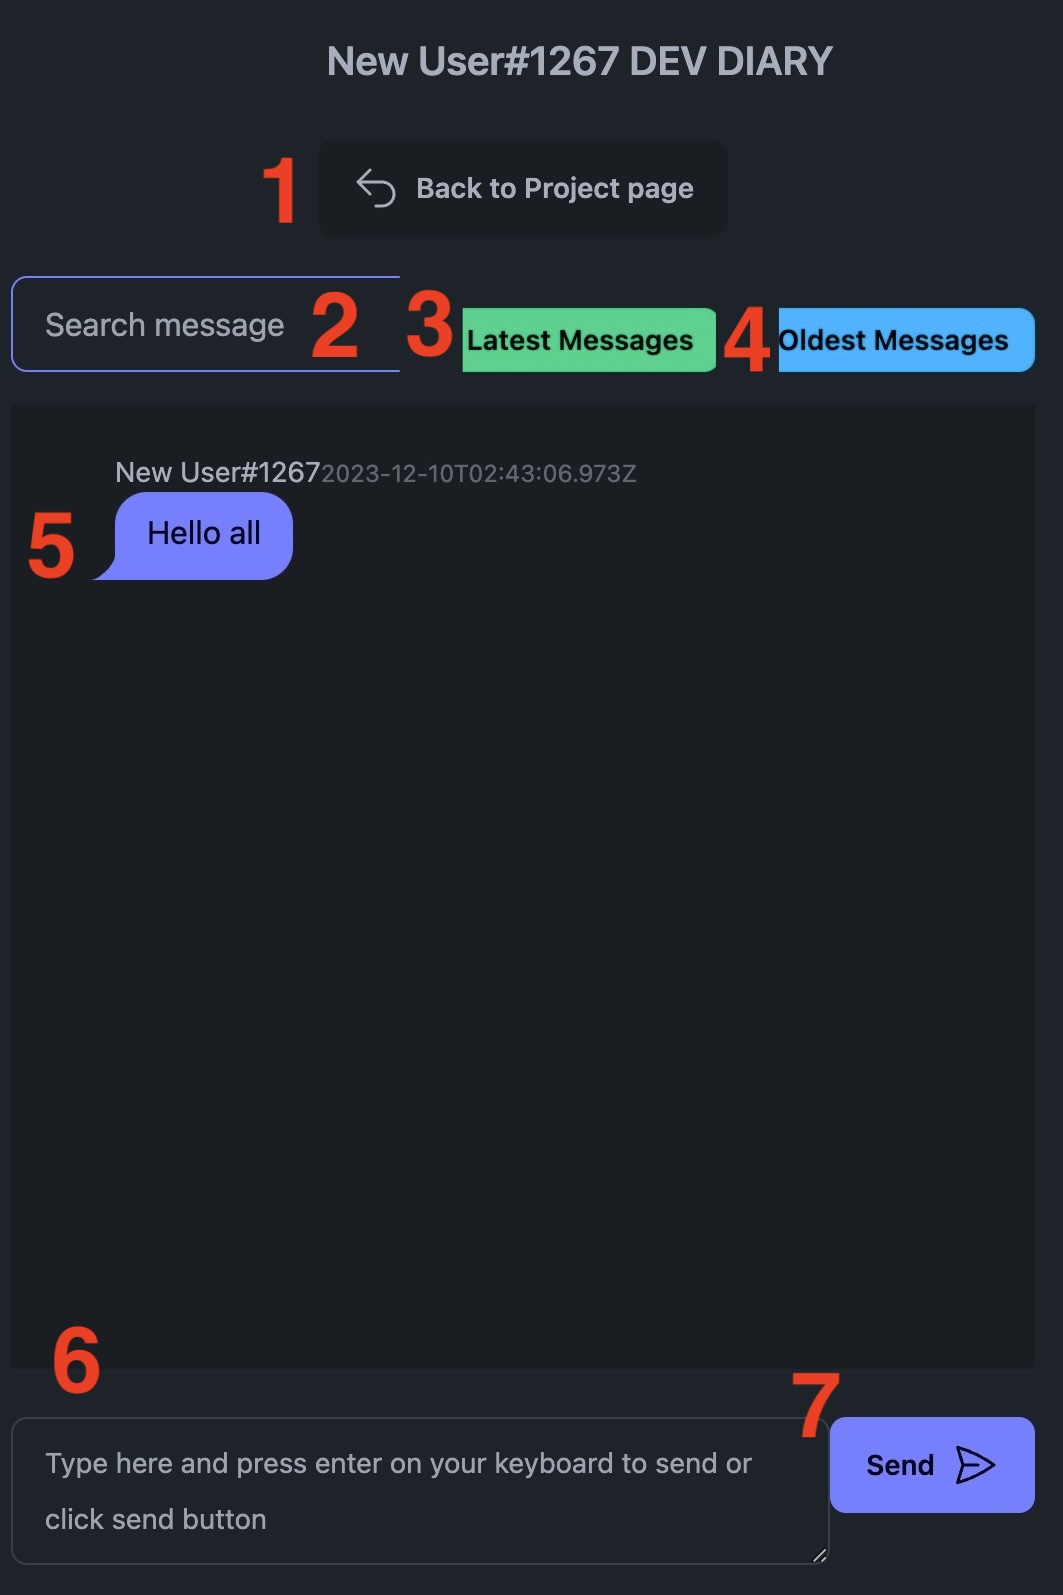 New User#1267 DEV DIARY
1 Back to Project page
Search message 2 3 Latest Messages 4 Oldest Messages
New User#1267 2023-12-10T02:43:06.973Z
5 Hello all
6
7
Type here and press enter on your keyboard to send or
click send button
Send